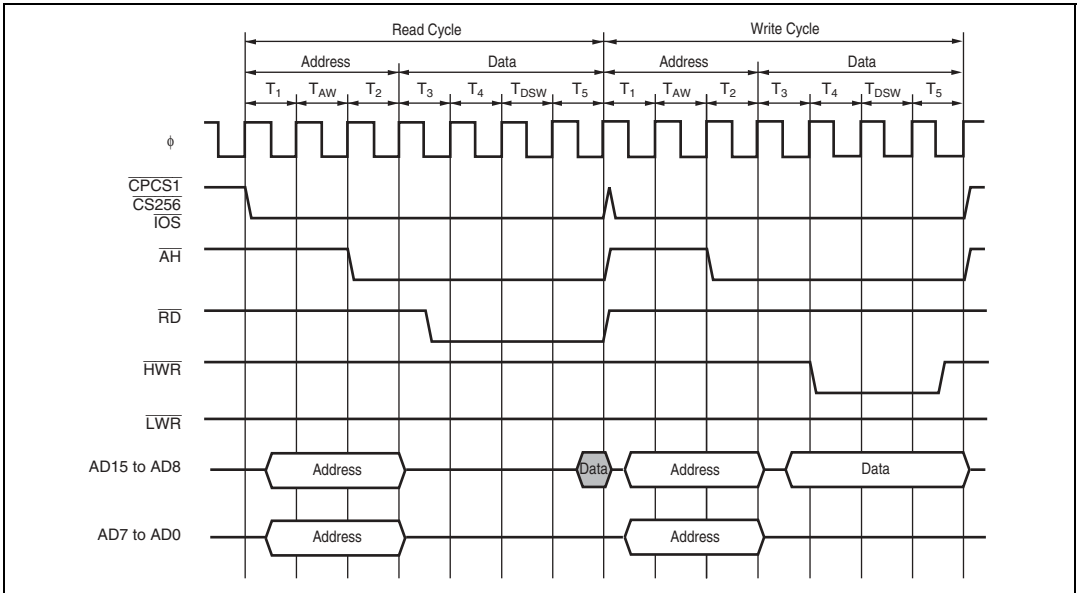 Read Cycle Write Cycle
Address Data Address Data
T1 TAW T2 T3 T4 TDSW T5 T1 TAW T2 T3 T4 TDSW T5
ϕ
CPCS1
CS256
IOS
AH
RD
HWR
LWR
AD15 to AD8 Address Data Address Data
AD7 to AD0 Address Address